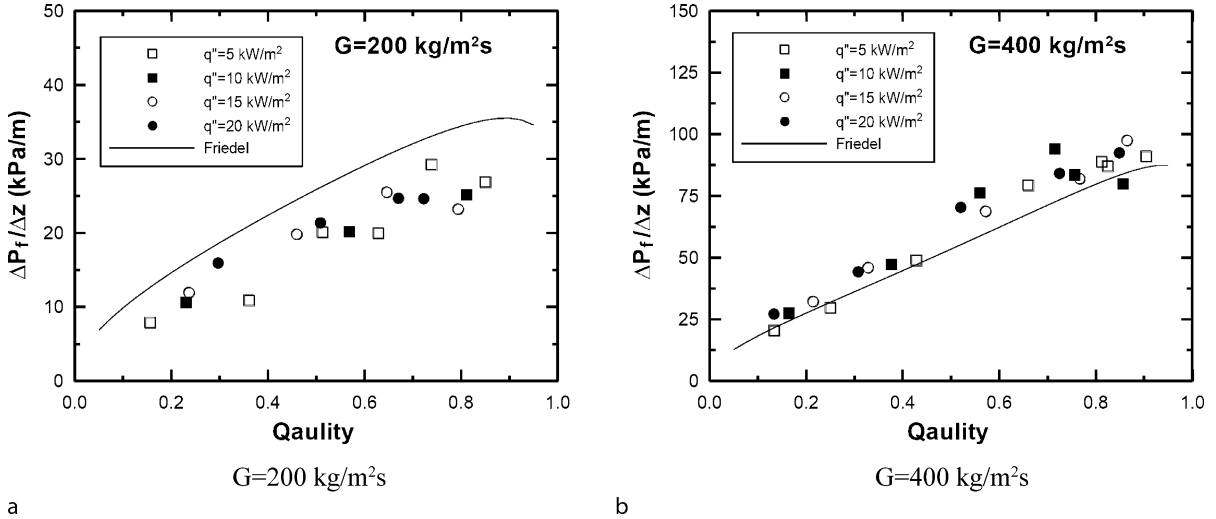 G=200 kg/m²s
q"=5 kW/m²
q"=10 kW/m²
q"=15 kW/m²
q"=20 kW/m²
Friedel
ΔP_f/Δz (kPa/m)
50
40
30
20
10
0
0.0 0.2 0.4 0.6 0.8 1.0
Qaulity
G=200 kg/m²s
a
G=400 kg/m²s
q"=5 kW/m²
q"=10 kW/m²
q"=15 kW/m²
q"=20 kW/m²
Friedel
ΔP_f/Δz (kPa/m)
150
125
100
75
50
25
0
0.0 0.2 0.4 0.6 0.8 1.0
Qaulity
G=400 kg/m²s
b